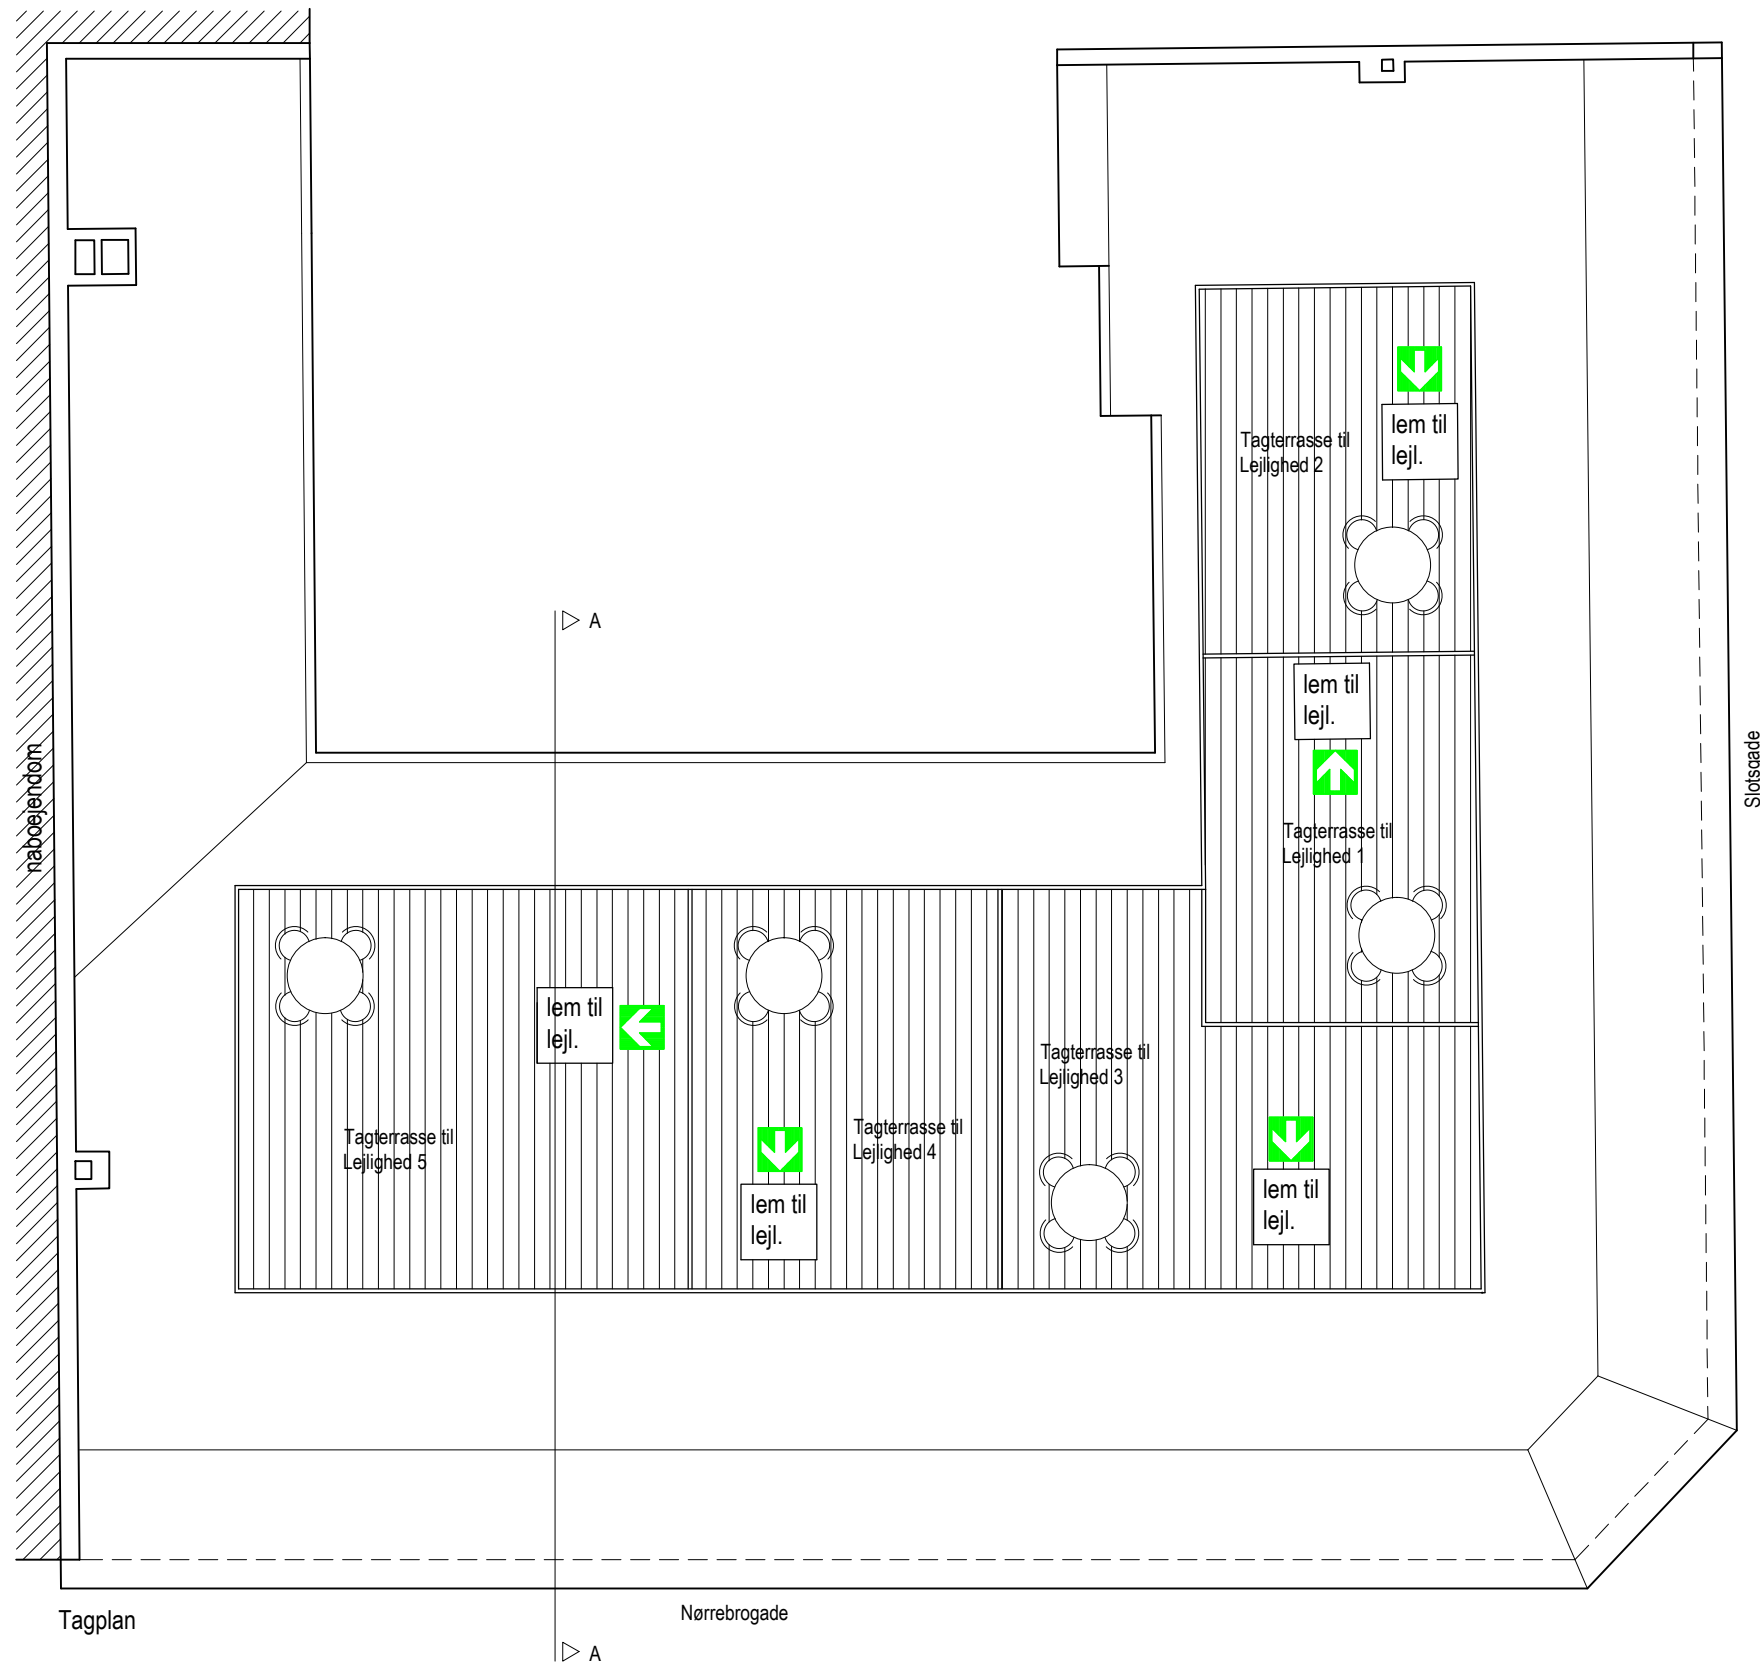 lem til
lejl.
Tagterrasse til
Lejlighed 2
A
lem til
lejl.
naboejendom
Slotsgade
Tagterrasse til
Lejlighed 1
lem til
lejl.
Tagterrasse til
Lejlighed 3
Tagterrasse til
Lejlighed 5
Tagterrasse til
Lejlighed 4
lem til
lejl.
lem til
lejl.
Tagplan
Nørrebrogade
A